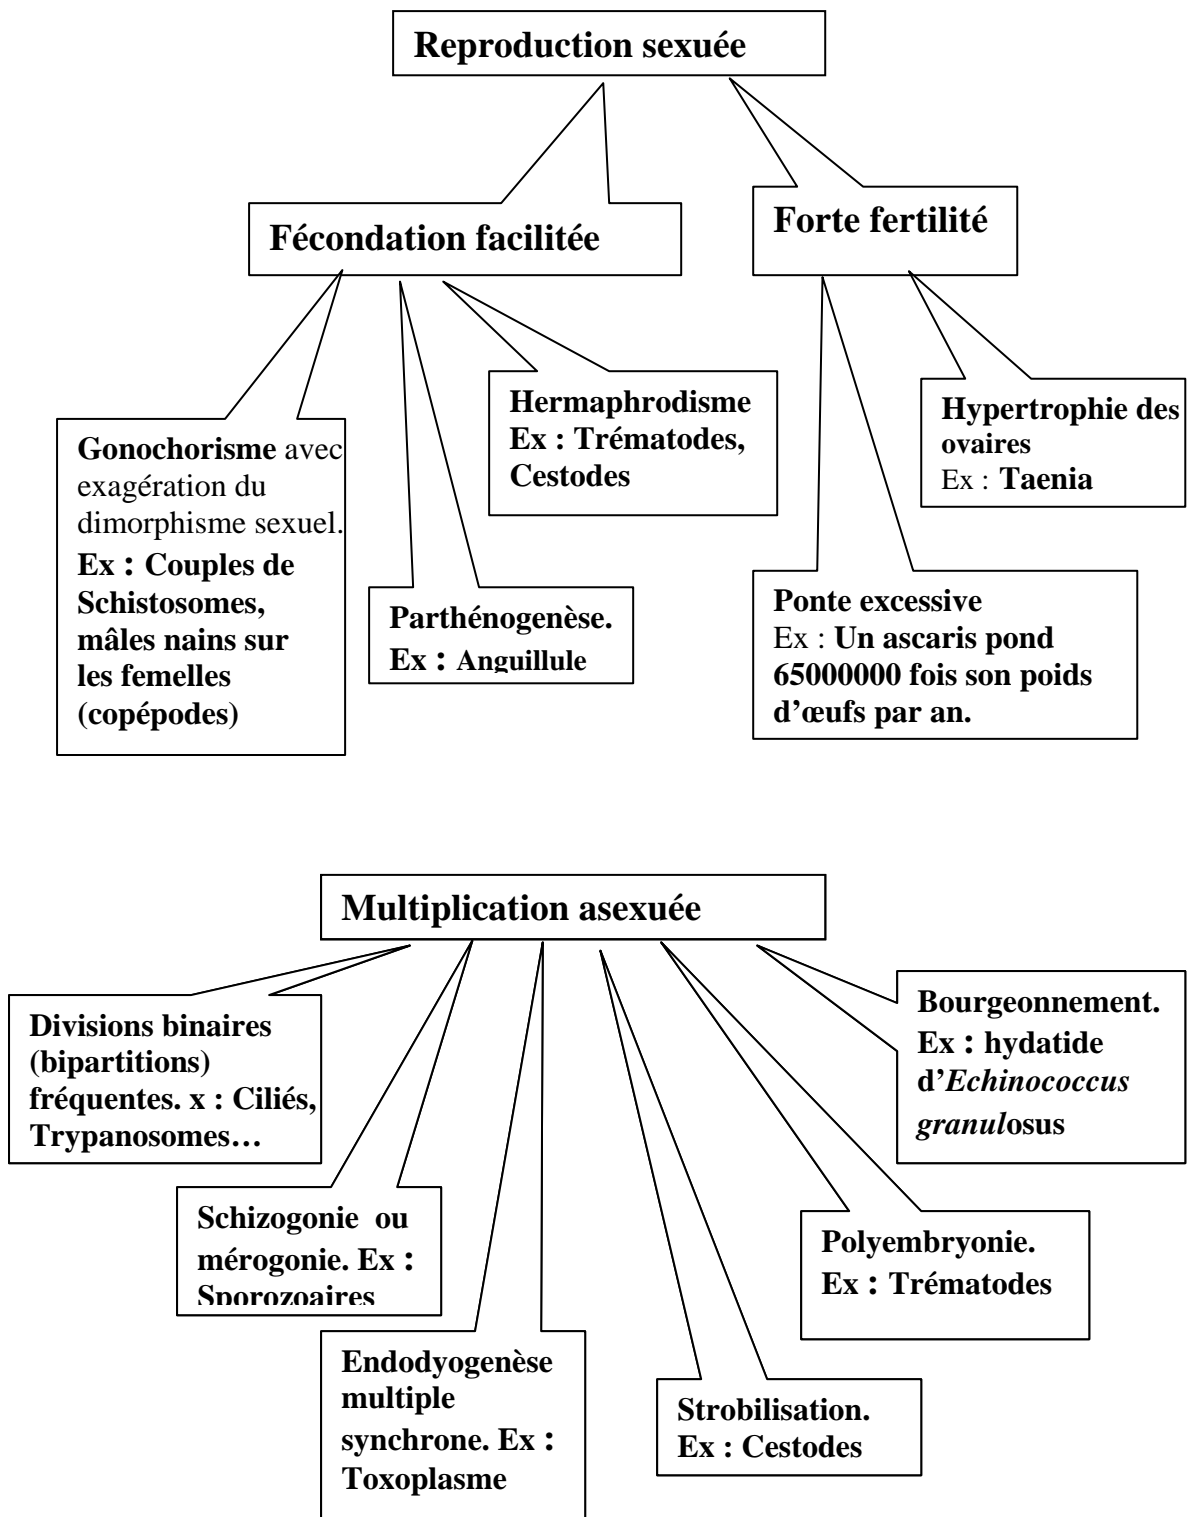 Reproduction sexuée
Fécondation facilitée
Forte fertilité
Gonochorisme avec
exagération du
dimorphisme sexuel.
Ex : Couples de
Schistosomes,
mâles nains sur
les femelles
(copépodes)
Parthénogenèse.
Ex : Anguillule
Hermaphrodisme
Ex : Trématodes,
Cestodes
Ponte excessive
Ex : Un ascaris pond
65000000 fois son poids
d’œufs par an.
Hypertrophie des
ovaires
Ex : Taenia
Multiplication asexuée
Divisions binaires
(bipartitions)
fréquentes. x : Ciliés,
Trypanosomes…
Schizogonie ou
mérogonie. Ex :
Sporozoaires
Endodyogenèse
multiple
synchrone. Ex :
Toxoplasme
Strobilisation.
Ex : Cestodes
Polyembryonie.
Ex : Trématodes
Bourgeonnement.
Ex : hydatide
d’Echinococcus
granulosus